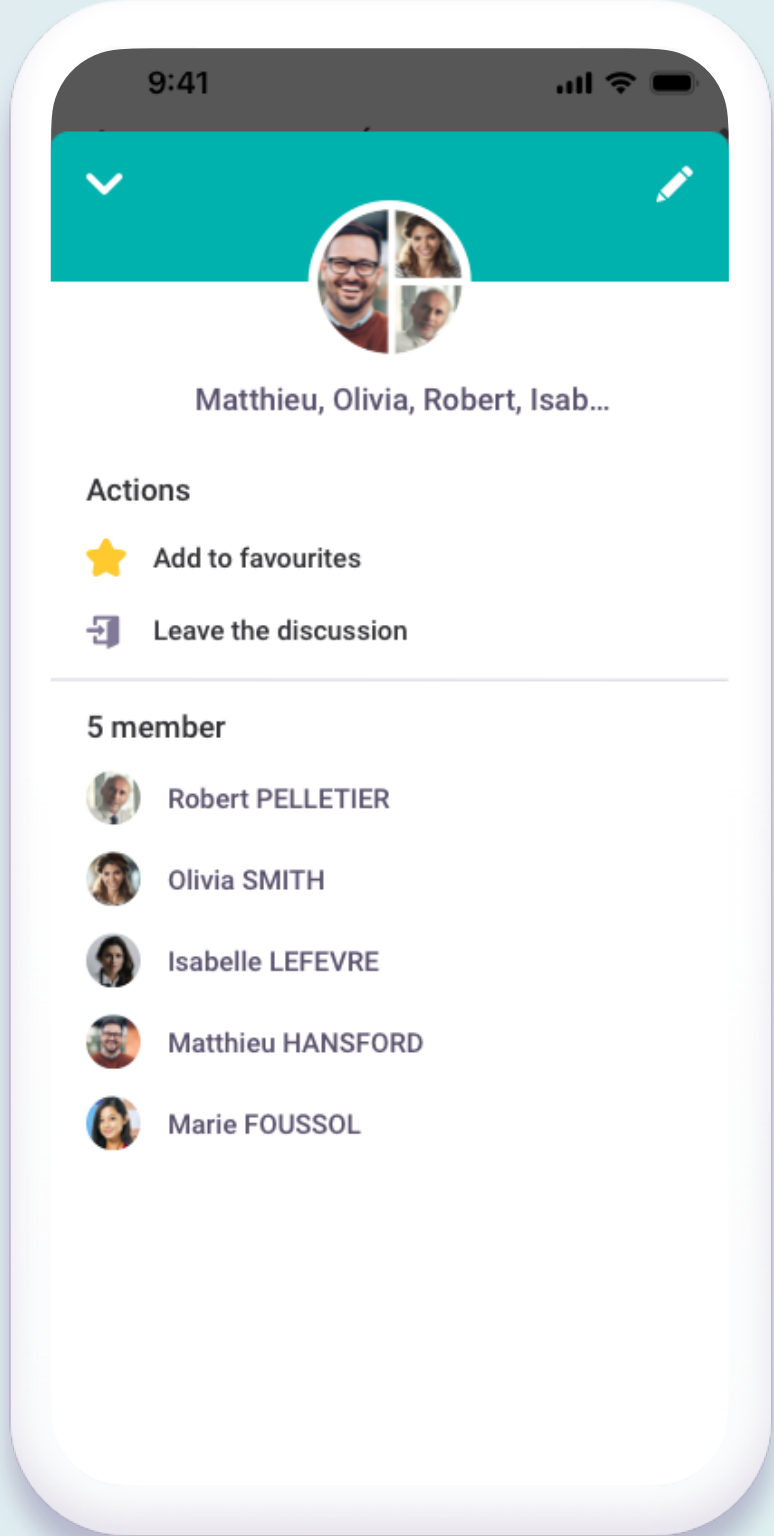 9:41
Matthieu, Olivia, Robert, Isab...
Actions
Add to favourites
Leave the discussion
5 member
Robert PELLETIER
Olivia SMITH
Isabelle LEFEVRE
Matthieu HANSFORD
Marie FOUSSOL